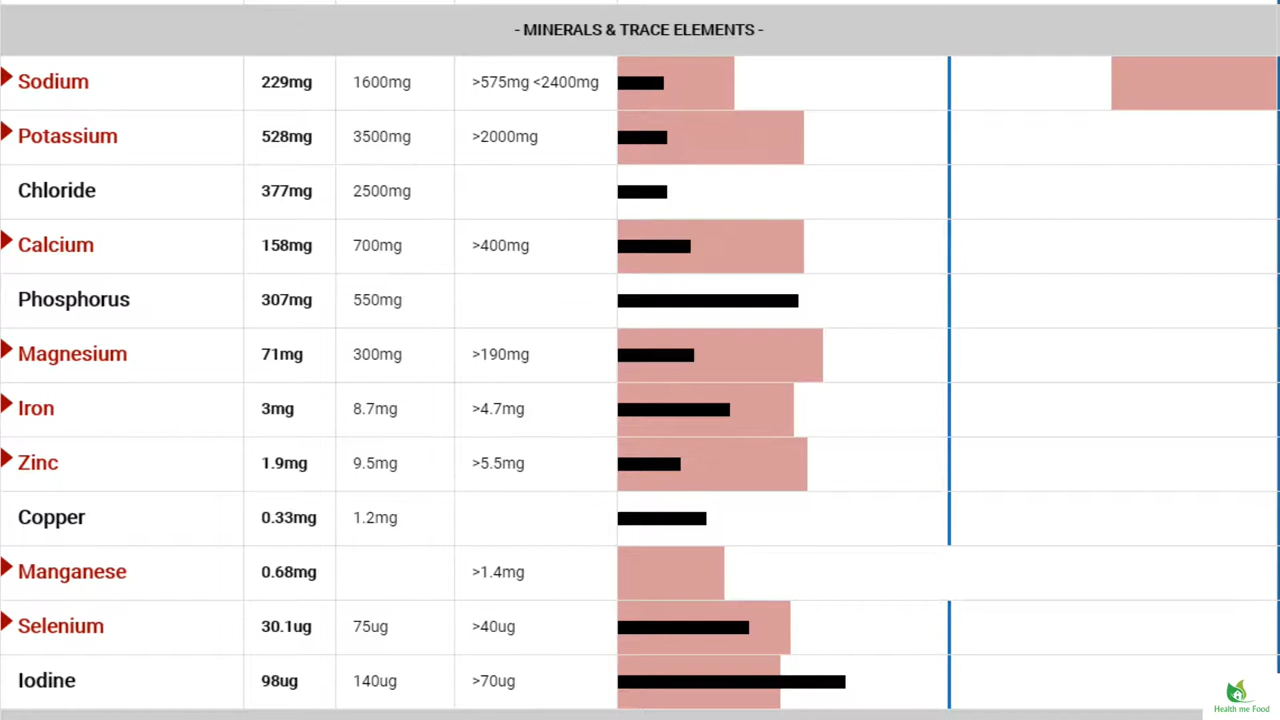 - MINERALS & TRACE ELEMENTS -
Sodium 229mg 1600mg >575mg <2400mg
Potassium 528mg 3500mg >2000mg
Chloride 377mg 2500mg
Calcium 158mg 700mg >400mg
Phosphorus 307mg 550mg
Magnesium 71mg 300mg >190mg
Iron 3mg 8.7mg >4.7mg
Zinc 1.9mg 9.5mg >5.5mg
Copper 0.33mg 1.2mg
Manganese 0.68mg >1.4mg
Selenium 30.1ug 75ug >40ug
Iodine 98ug 140ug >70ug
Health me Food